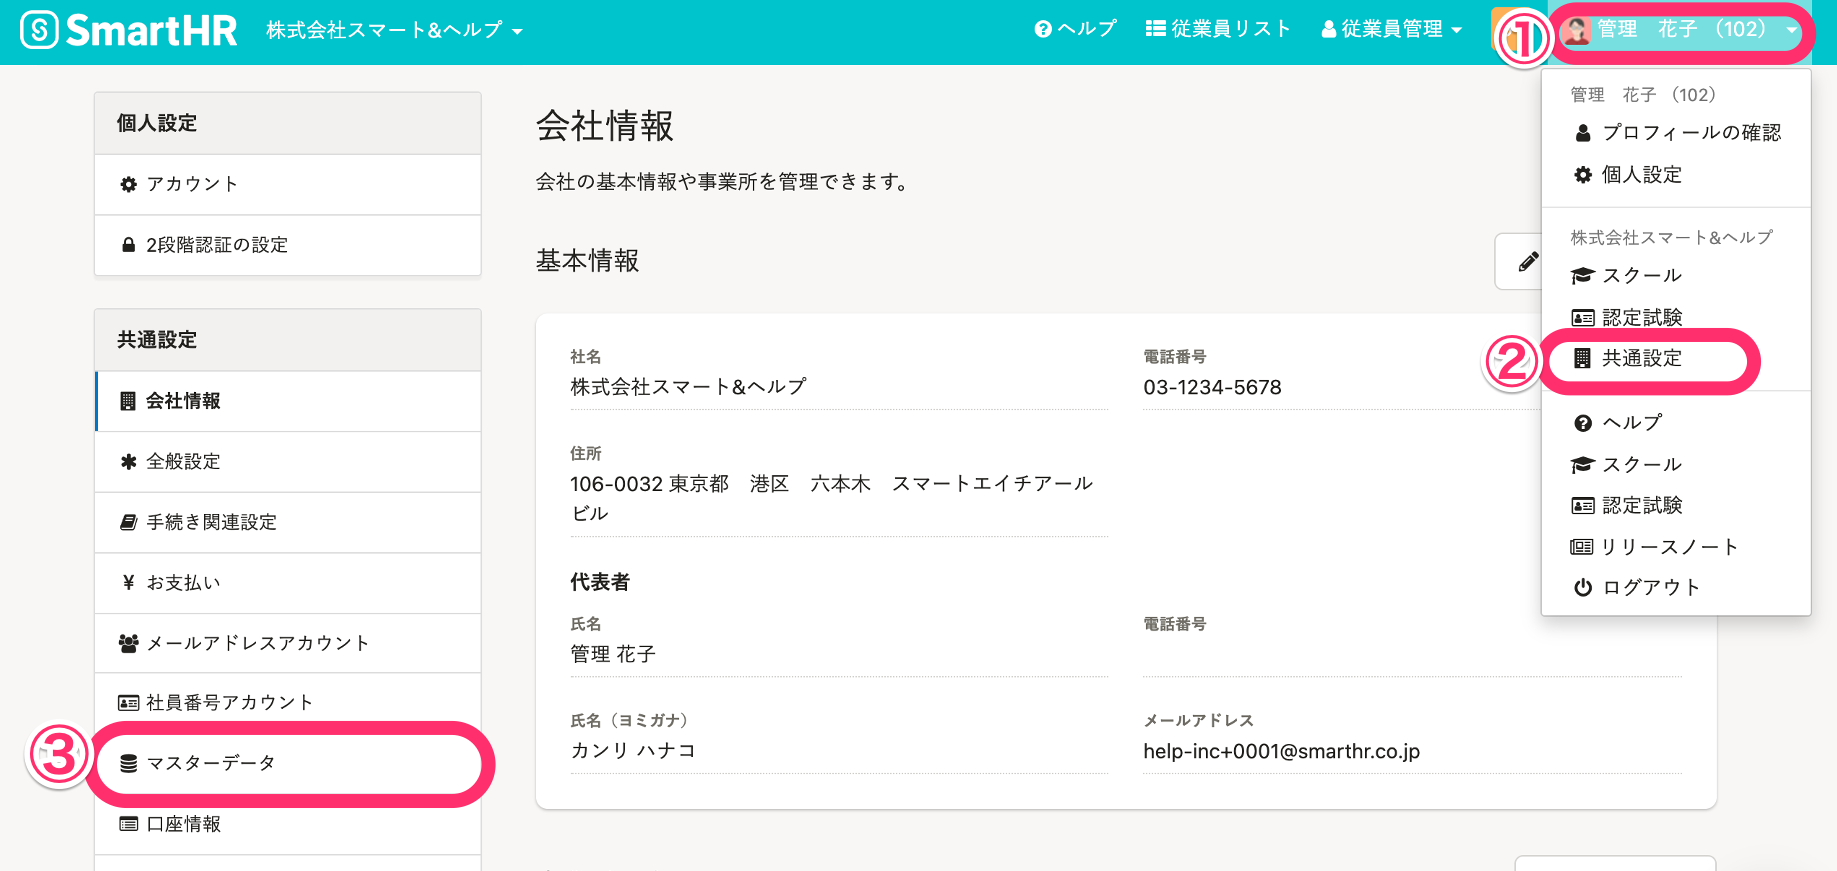 SmartHR 株式会社スマート&ヘルプ
ヘルプ 従業員リスト 従業員管理 ① 管理 花子 （102）
個人設定
アカウント
2段階認証の設定
共通設定
会社情報
全般設定
手続き関連設定
¥ お支払い
メールアドレスアカウント
社員番号アカウント
③ マスターデータ
口座情報
会社情報
会社の基本情報や事業所を管理できます。
基本情報
社名
株式会社スマート&ヘルプ
電話番号
03-1234-5678
住所
106-0032 東京都 港区 六本木 スマートエイチアール
ビル
代表者
氏名
管理 花子
電話番号
氏名（ヨミガナ）
カンリ ハナコ
メールアドレス
help-inc+0001@smarthr.co.jp
管理 花子 （102）
プロフィールの確認
個人設定
株式会社スマート&ヘルプ
スクール
認定試験
② 共通設定
ヘルプ
スクール
認定試験
リリースノート
ログアウト